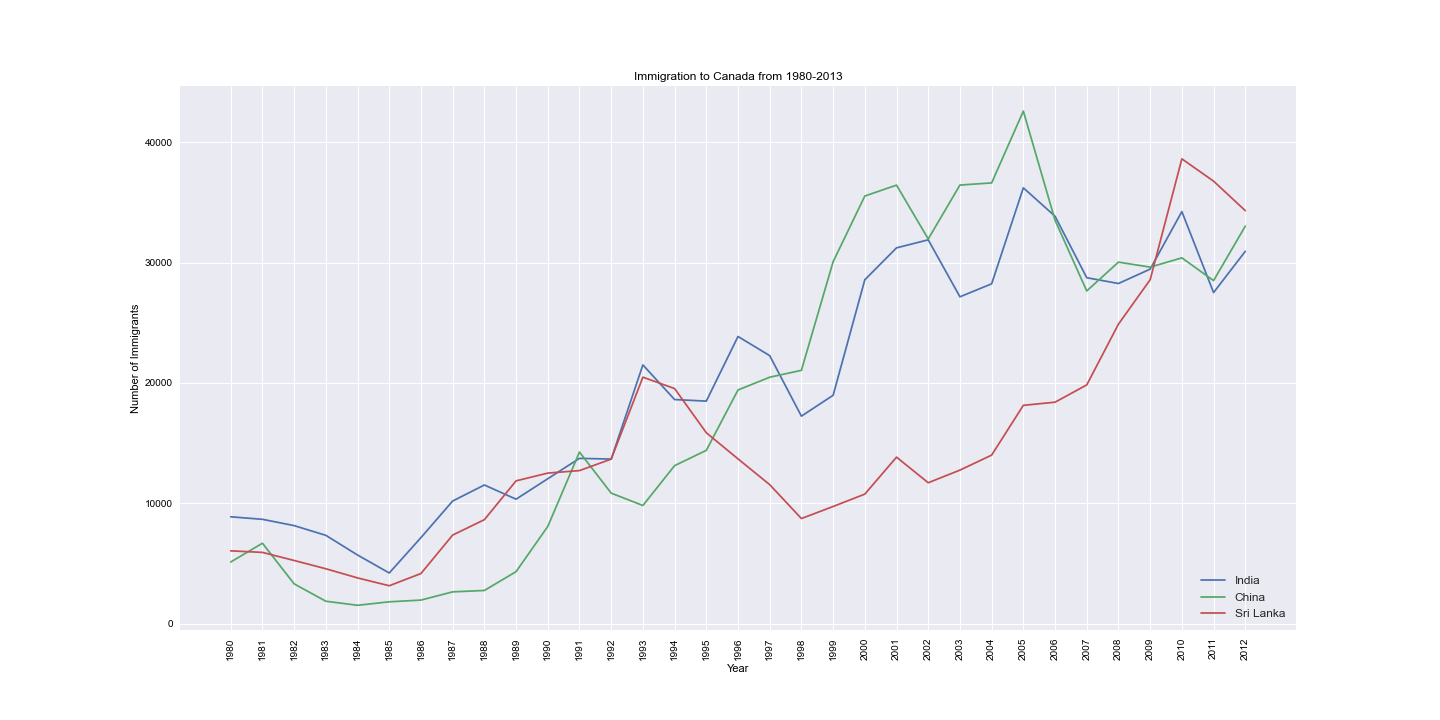 Immigration to Canada from 1980-2013
Number of Immigrants
40000
30000
20000
10000
0
India
China
Sri Lanka
1980 1981 1982 1983 1984 1985 1986 1987 1988 1989 1990 1991 1992 1993 1994 1995 1996 1997 1998 1999 2000 2001 2002 2003 2004 2005 2006 2007 2008 2009 2010 2011 2012
Year